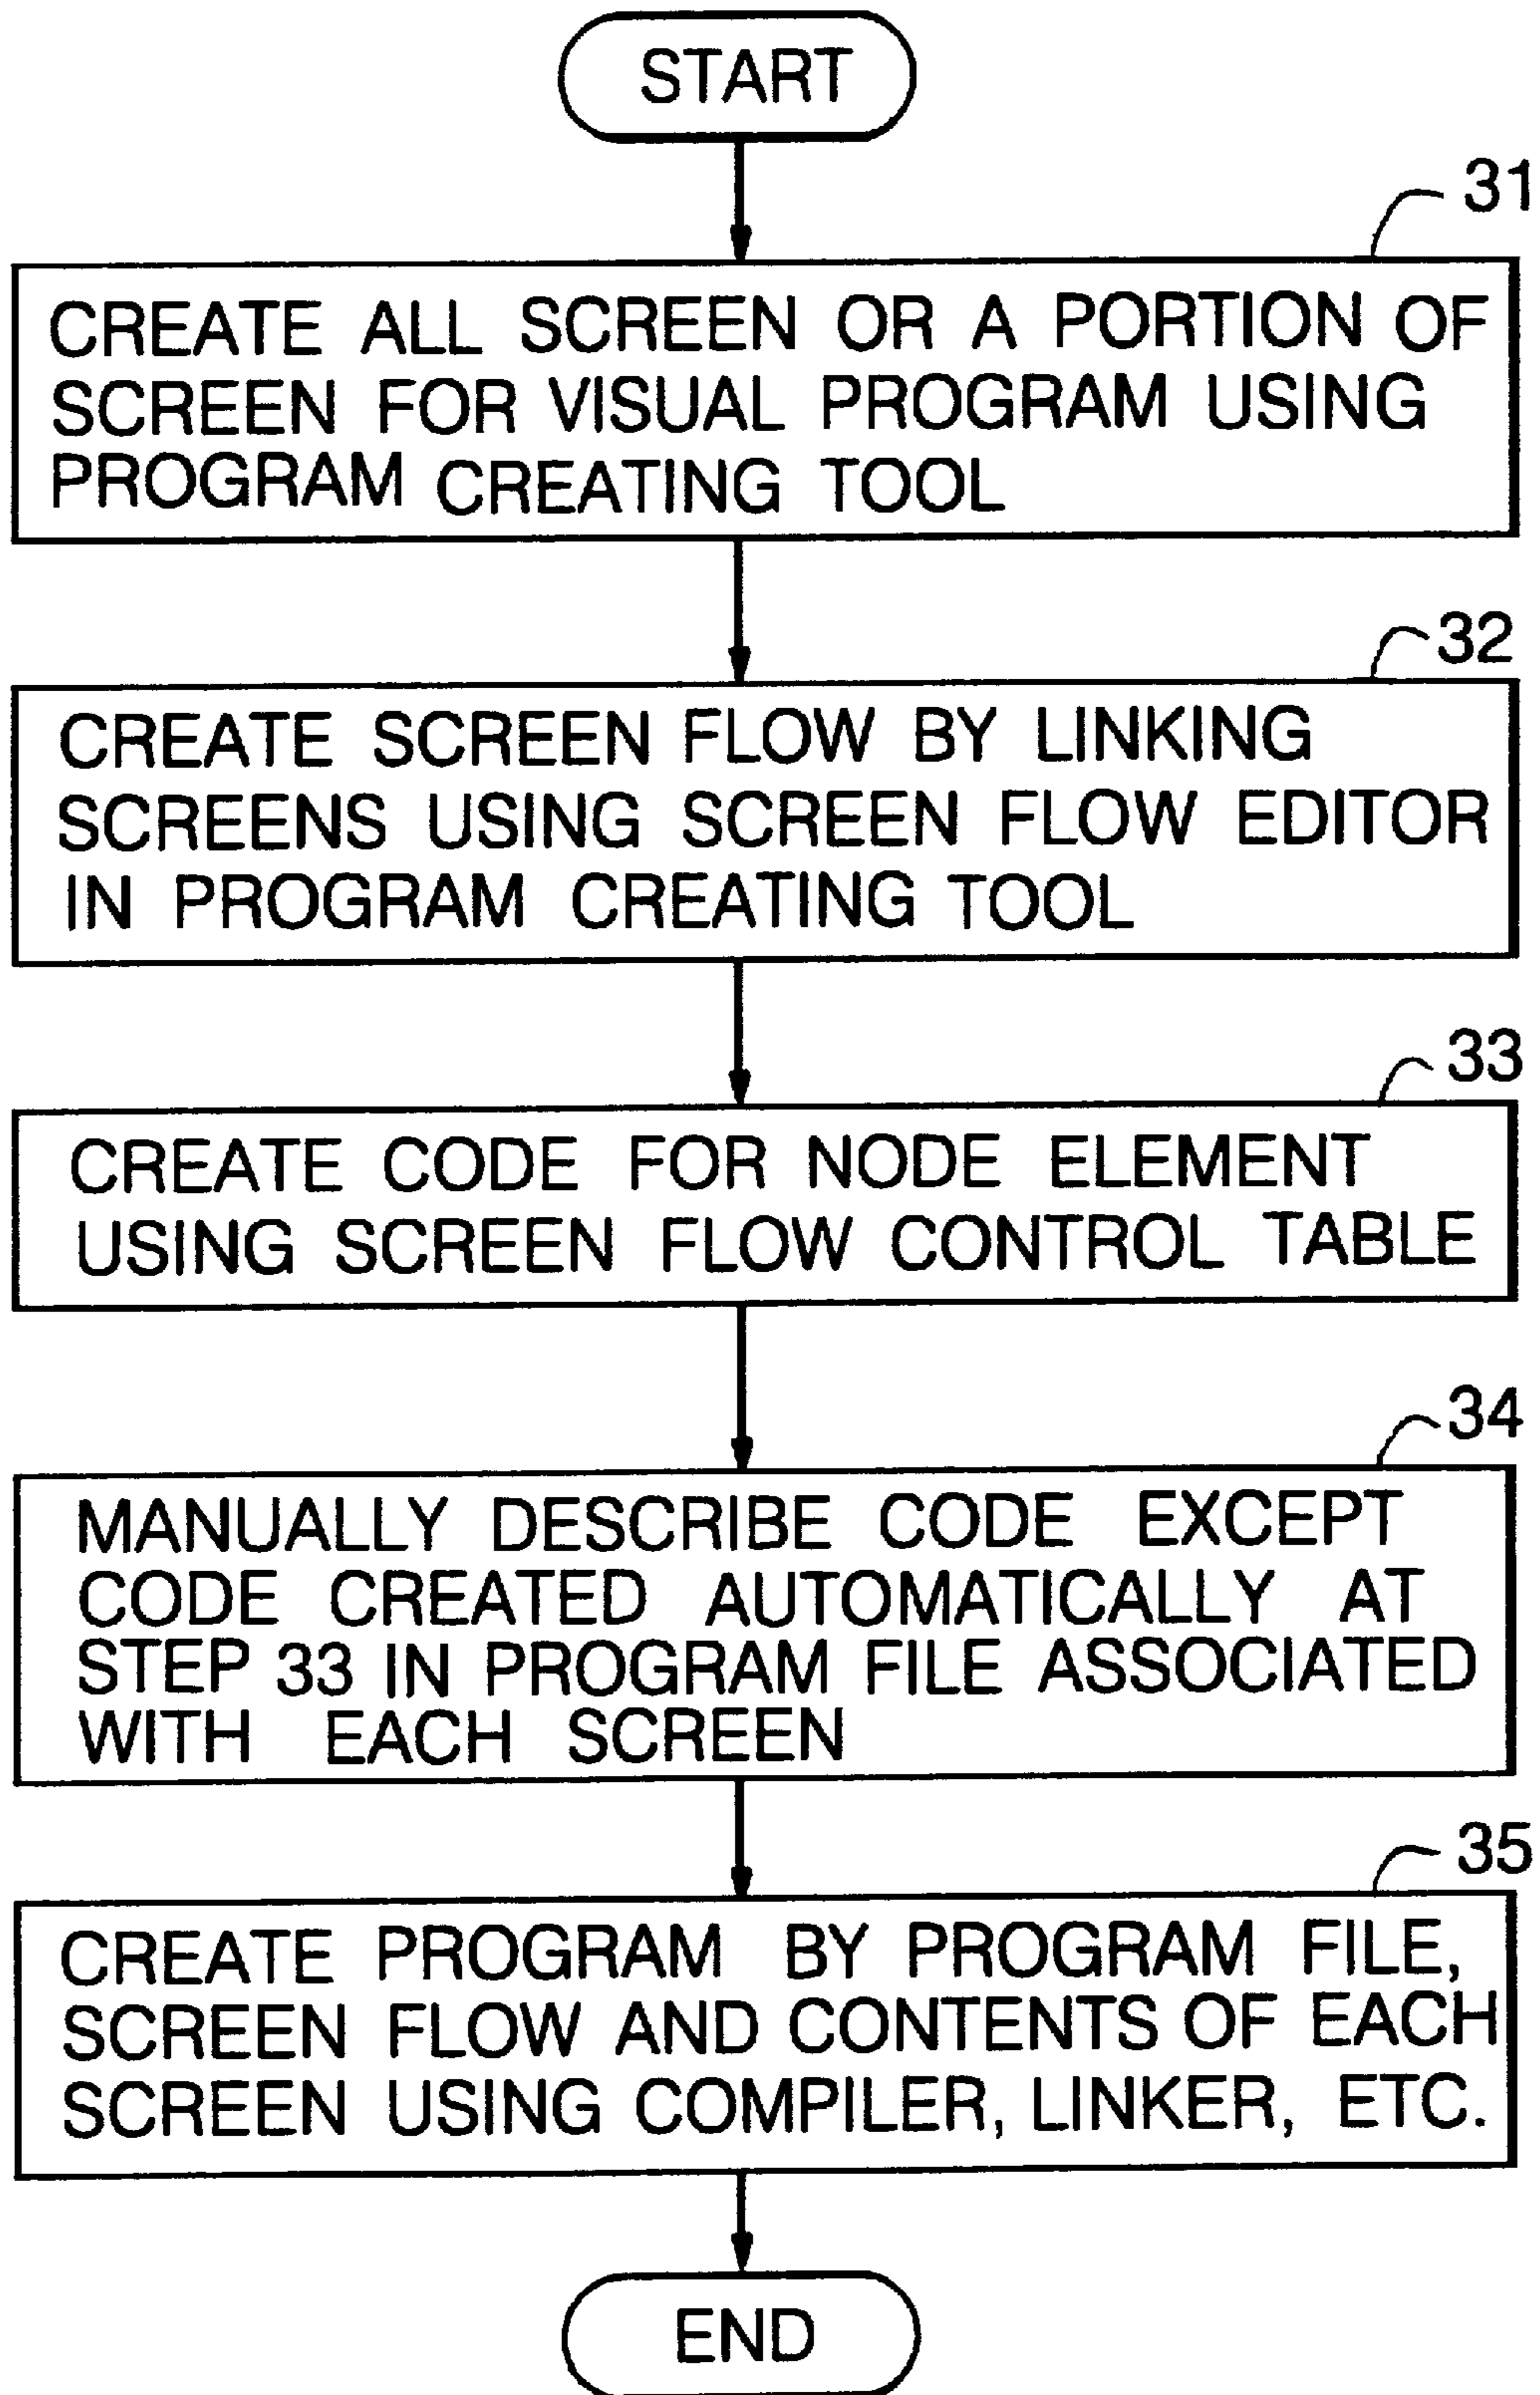 START
31
CREATE ALL SCREEN OR A PORTION OF
SCREEN FOR VISUAL PROGRAM USING
PROGRAM CREATING TOOL
32
CREATE SCREEN FLOW BY LINKING
SCREENS USING SCREEN FLOW EDITOR
IN PROGRAM CREATING TOOL
33
CREATE CODE FOR NODE ELEMENT
USING SCREEN FLOW CONTROL TABLE
34
MANUALLY DESCRIBE CODE EXCEPT
CODE CREATED AUTOMATICALLY AT
STEP 33 IN PROGRAM FILE ASSOCIATED
WITH EACH SCREEN
35
CREATE PROGRAM BY PROGRAM FILE,
SCREEN FLOW AND CONTENTS OF EACH
SCREEN USING COMPILER, LINKER, ETC.
END